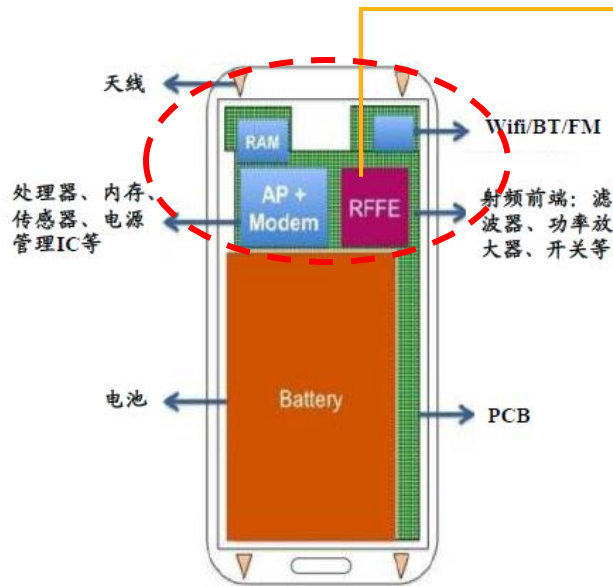 天线
RAM
Wifi/BT/FM
处理器、内存、
传感器、电源
管理IC等
AP +
Modem
RFFE
射频前端：滤
波器、功率放
大器、开关等
电池
Battery
PCB